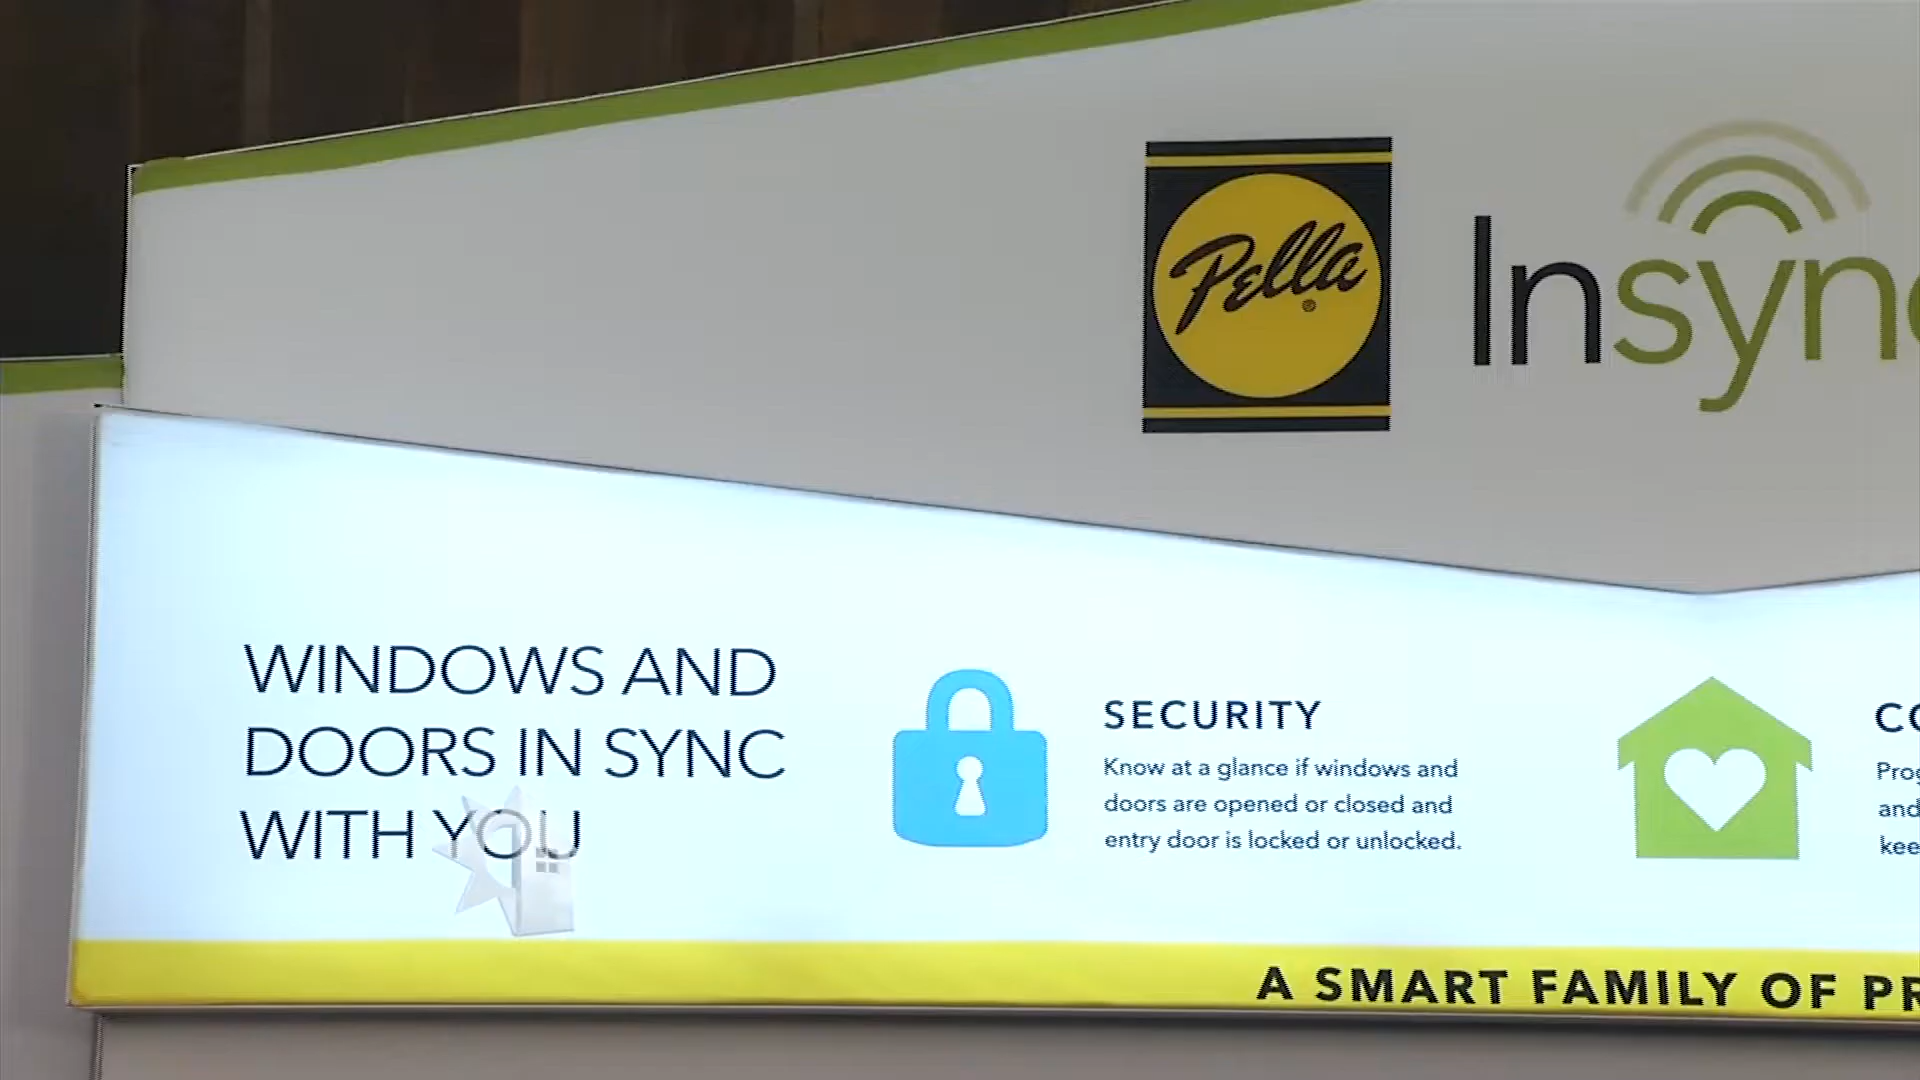 Pella
®
Insync
WINDOWS AND
DOORS IN SYNC
WITH YOU
SECURITY
Know at a glance if windows and
doors are opened or closed and
entry door is locked or unlocked.
and
A SMART FAMILY OF